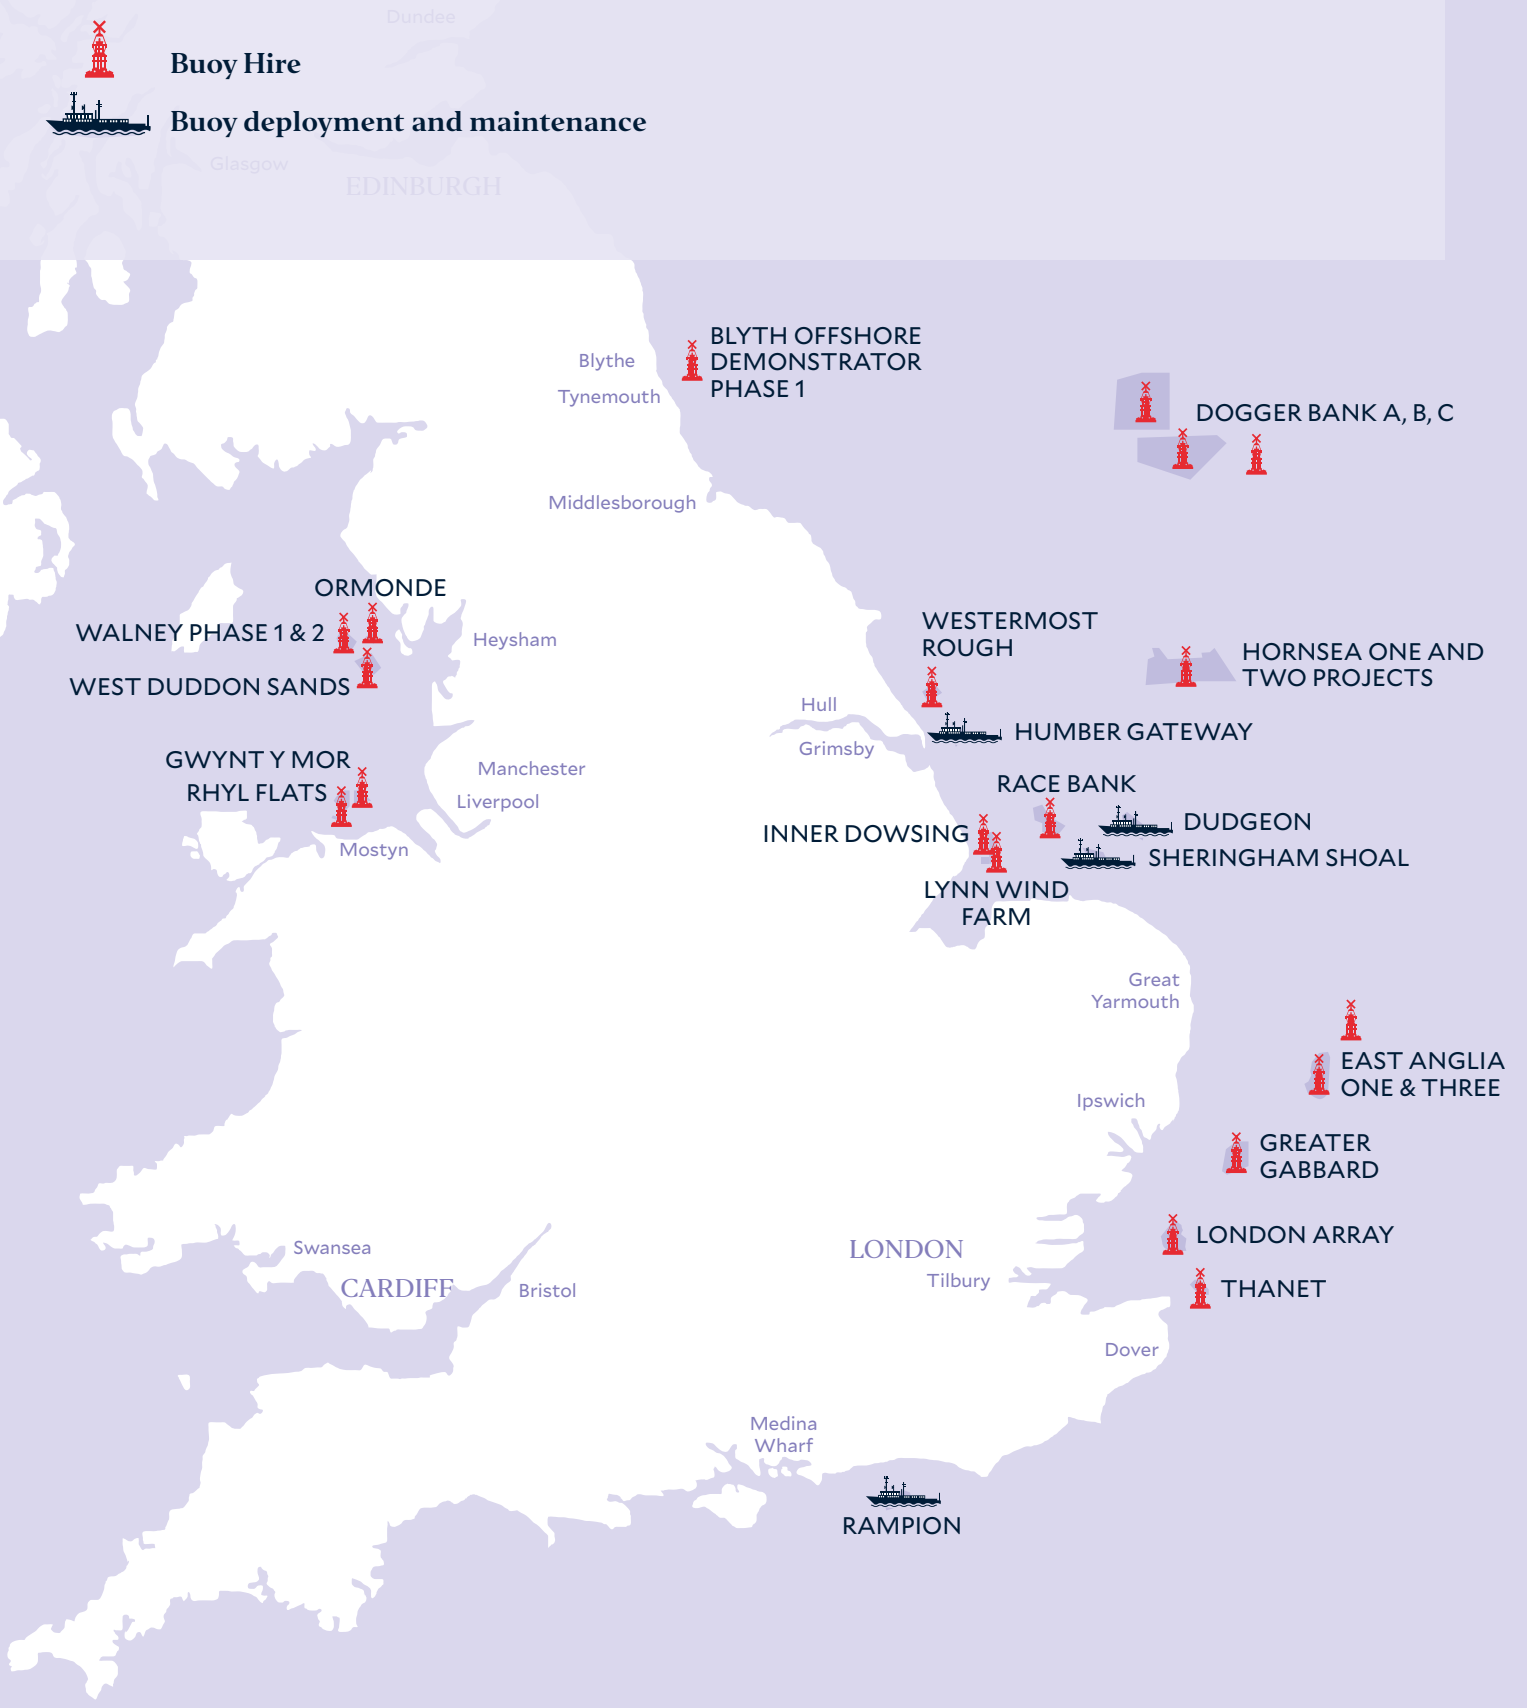 Dundee
Buoy Hire
Buoy deployment and maintenance
Glasgow
EDINBURGH
BLYTH OFFSHORE
DEMONSTRATOR
PHASE 1
Blythe
Tynemouth
DOGGER BANK A, B, C
Middlesborough
ORMONDE
WALNEY PHASE 1 & 2
WEST DUDDON SANDS
Heysham
WESTERMOST
ROUGH
HORNSEA ONE AND
TWO PROJECTS
Hull
HUMBER GATEWAY
Grimsby
GWYNT Y MOR
RHYL FLATS
Manchester
Liverpool
Mostyn
RACE BANK
DUDGEON
INNER DOWSING
SHERINGHAM SHOAL
LYNN WIND
FARM
Great
Yarmouth
EAST ANGLIA
ONE & THREE
Ipswich
GREATER
GABBARD
LONDON ARRAY
Swansea
LONDON
CARDIFF
Bristol
Tilbury
THANET
Dover
Medina
Wharf
RAMPION